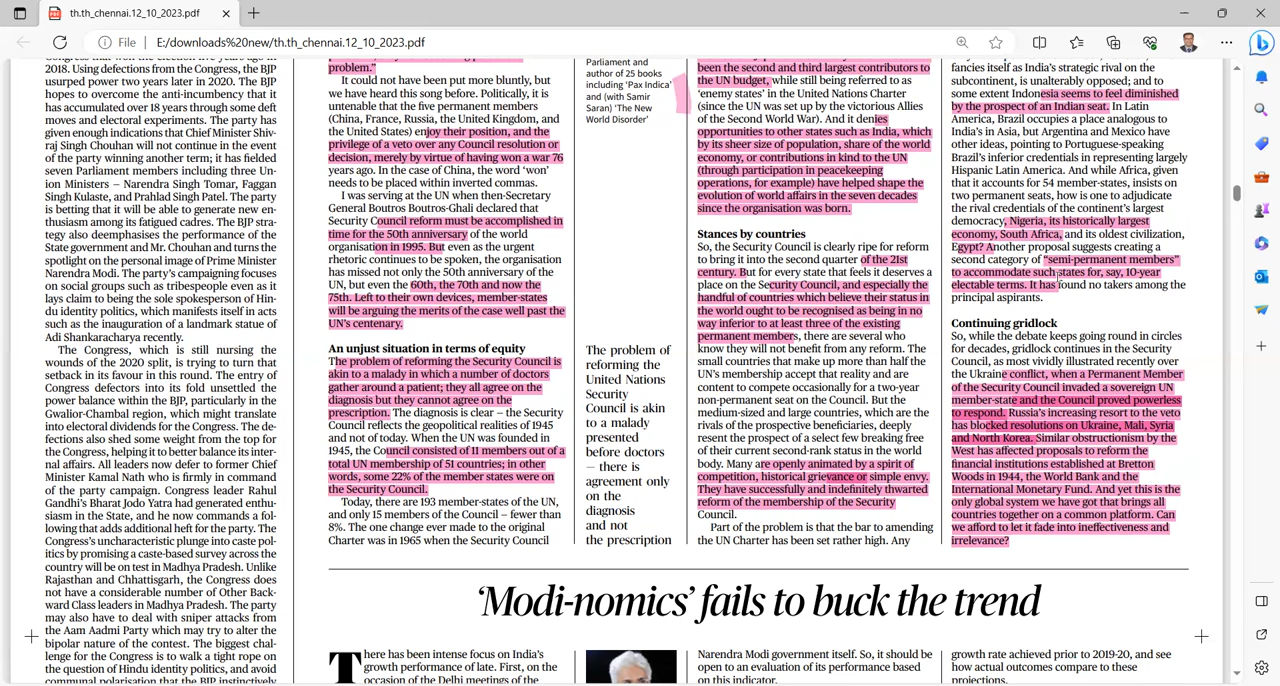 th.th_chennai.12_10_2023.pdf
File
E:/downloads%20new/th.th_chennai.12_10_2023.pdf
2018. Using defections from the Congress, the BJP
usurped power two years later in 2020. The BJP
hopes to overcome the anti-incumbency that it
has accumulated over 18 years through some deft
moves and electoral experiments. The party has
given enough indications that Chief Minister Shiv-
raj Singh Chouhan will not continue in the event
of the party winning another term; it has fielded
seven Parliament members including three Un-
ion Ministers — Narendra Singh Tomar, Faggan
Singh Kulaste, and Prahlad Singh Patel. The party
is betting that it will be able to generate new en-
thusiasm among its fatigued cadres. The BJP stra-
tegy also deemphasises the performance of the
State government and Mr. Chouhan and turns the
spotlight on the personal image of Prime Minister
Narendra Modi. The party's campaigning focuses
on social groups such as tribespeople even as it
lays claim to being the sole spokesperson of Hin-
du identity politics, which manifests itself in acts
such as the inauguration of a landmark statue of
Adi Shankaracharya recently.
The Congress, which is still nursing the
wounds of the 2020 split, is trying to turn that
setback in its favour in this round. The entry of
Congress defectors into its fold unsettled the
power balance within the BJP, particularly in the
Gwalior-Chambal region, which might translate
into electoral dividends for the Congress. The de-
fections also shed some weight from the top for
the Congress, helping it to better balance its inter-
nal affairs. All leaders now defer to former Chief
Minister Kamal Nath who is firmly in command
of the party campaign. Congress leader Rahul
Gandhi's Bharat Jodo Yatra had generated enthu-
siasm in the State, and he now commands a fol-
lowing that adds additional heft for the party. The
Congress's uncharacteristic plunge into caste pol-
itics by promising a caste-based survey across the
country will be on test in Madhya Pradesh. Unlike
Rajasthan and Chhattisgarh, the Congress does
not have a considerable number of Other Back-
ward Class leaders in Madhya Pradesh. The party
may also have to deal with sniper attacks from
the Aam Aadmi Party which may try to alter the
bipolar nature of the contest. The biggest chal-
lenge for the Congress is to walk a tight rope on
the question of Hindu identity politics, and avoid
communal polarisation that the BJP instinctively
problem."
It could not have been put more bluntly, but
we have heard this song before. Politically, it is
untenable that the five permanent members
(China, France, Russia, the United Kingdom, and
the United States) enjoy their position, and the
privilege of a veto over any Council resolution or
decision, merely by virtue of having won a war 76
years ago. In the case of China, the word 'won'
needs to be placed within inverted commas.
I was serving at the UN when then-Secretary
General Boutros Boutros-Ghali declared that
Security Council reform must be accomplished in
time for the 50th anniversary of the world
organisation in 1995. But even as the urgent
rhetoric continues to be spoken, the organisation
has missed not only the 50th anniversary of the
UN, but even the 60th, the 70th and now the
75th. Left to their own devices, member-states
will be arguing the merits of the case well past the
UN's centenary.
An unjust situation in terms of equity
The problem of reforming the Security Council is
akin to a malady in which a number of doctors
gather around a patient; they all agree on the
diagnosis but they cannot agree on the
prescription. The diagnosis is clear — the Security
Council reflects the geopolitical realities of 1945
and not of today. When the UN was founded in
1945, the Council consisted of 11 members out of a
total UN membership of 51 countries; in other
words, some 22% of the member states were on
the Security Council.
Today, there are 193 member-states of the UN,
and only 15 members of the Council — fewer than
8%. The one change ever made to the original
Charter was in 1965 when the Security Council
Parliament and
author of 25 books
including 'Pax Indica'
and (with Samir
Saran) 'The New
World Disorder'
The problem of
reforming the
United Nations
Security
Council is akin
to a malady
presented
before doctors
— there is
agreement only
on the
diagnosis
and not
the prescription
been the second and third largest contributors to
the UN budget, while still being referred to as
'enemy states' in the United Nations Charter
(since the UN was set up by the victorious Allies
of the Second World War). And it denies
opportunities to other states such as India, which
by its sheer size of population, share of the world
economy, or contributions in kind to the UN
(through participation in peacekeeping
operations, for example) have helped shape the
evolution of world affairs in the seven decades
since the organisation was born.
Stances by countries
So, the Security Council is clearly ripe for reform
to bring it into the second quarter of the 21st
century. But for every state that feels it deserves a
place on the Security Council, and especially the
handful of countries which believe their status in
the world ought to be recognised as being in no
way inferior to at least three of the existing
permanent members, there are several who
know they will not benefit from any reform. The
small countries that make up more than half the
UN's membership accept that reality and are
content to compete occasionally for a two-year
non-permanent seat on the Council. But the
medium-sized and large countries, which are the
rivals of the prospective beneficiaries, deeply
resent the prospect of a select few breaking free
of their current second-rank status in the world
body. Many are openly animated by a spirit of
competition, historical grievance or simple envy.
They have successfully and indefinitely thwarted
reform of the membership of the Security
Council.
Part of the problem is that the bar to amending
the UN Charter has been set rather high. Any
fancies itself as India's strategic rival on the
subcontinent, is unalterably opposed; and to
some extent Indonesia seems to feel diminished
by the prospect of an Indian seat. In Latin
America, Brazil occupies a place analogous to
India's in Asia, but Argentina and Mexico have
other ideas, pointing to Portuguese-speaking
Brazil's inferior credentials in representing largely
Hispanic Latin America. And while Africa, given
that it accounts for 54 member-states, insists on
two permanent seats, how is one to adjudicate
the rival credentials of the continent's largest
democracy, Nigeria, its historically largest
economy, South Africa, and its oldest civilization,
Egypt? Another proposal suggests creating a
second category of "semi-permanent members"
to accommodate such states for, say, 10-year
electable terms. It has found no takers among the
principal aspirants.
Continuing gridlock
So, while the debate keeps going round in circles
for decades, gridlock continues in the Security
Council, as most vividly illustrated recently over
the Ukraine conflict, when a Permanent Member
of the Security Council invaded a sovereign UN
member-state and the Council proved powerless
to respond. Russia's increasing resort to the veto
has blocked resolutions on Ukraine, Mali, Syria
and North Korea. Similar obstructionism by the
West has affected proposals to reform the
financial institutions established at Bretton
Woods in 1944, the World Bank and the
International Monetary Fund. And yet this is the
only global system we have got that brings all
countries together on a common platform. Can
we afford to let it fade into ineffectiveness and
irrelevance?
'Modi-nomics' fails to buck the trend
There has been intense focus on India's
growth performance of late. First, on the
occasion of the Delhi meetings of the
Narendra Modi government itself. So, it should be
open to an evaluation of its performance based
on this indicator.
growth rate achieved prior to 2019-20, and see
how actual outcomes compare to these
projections.